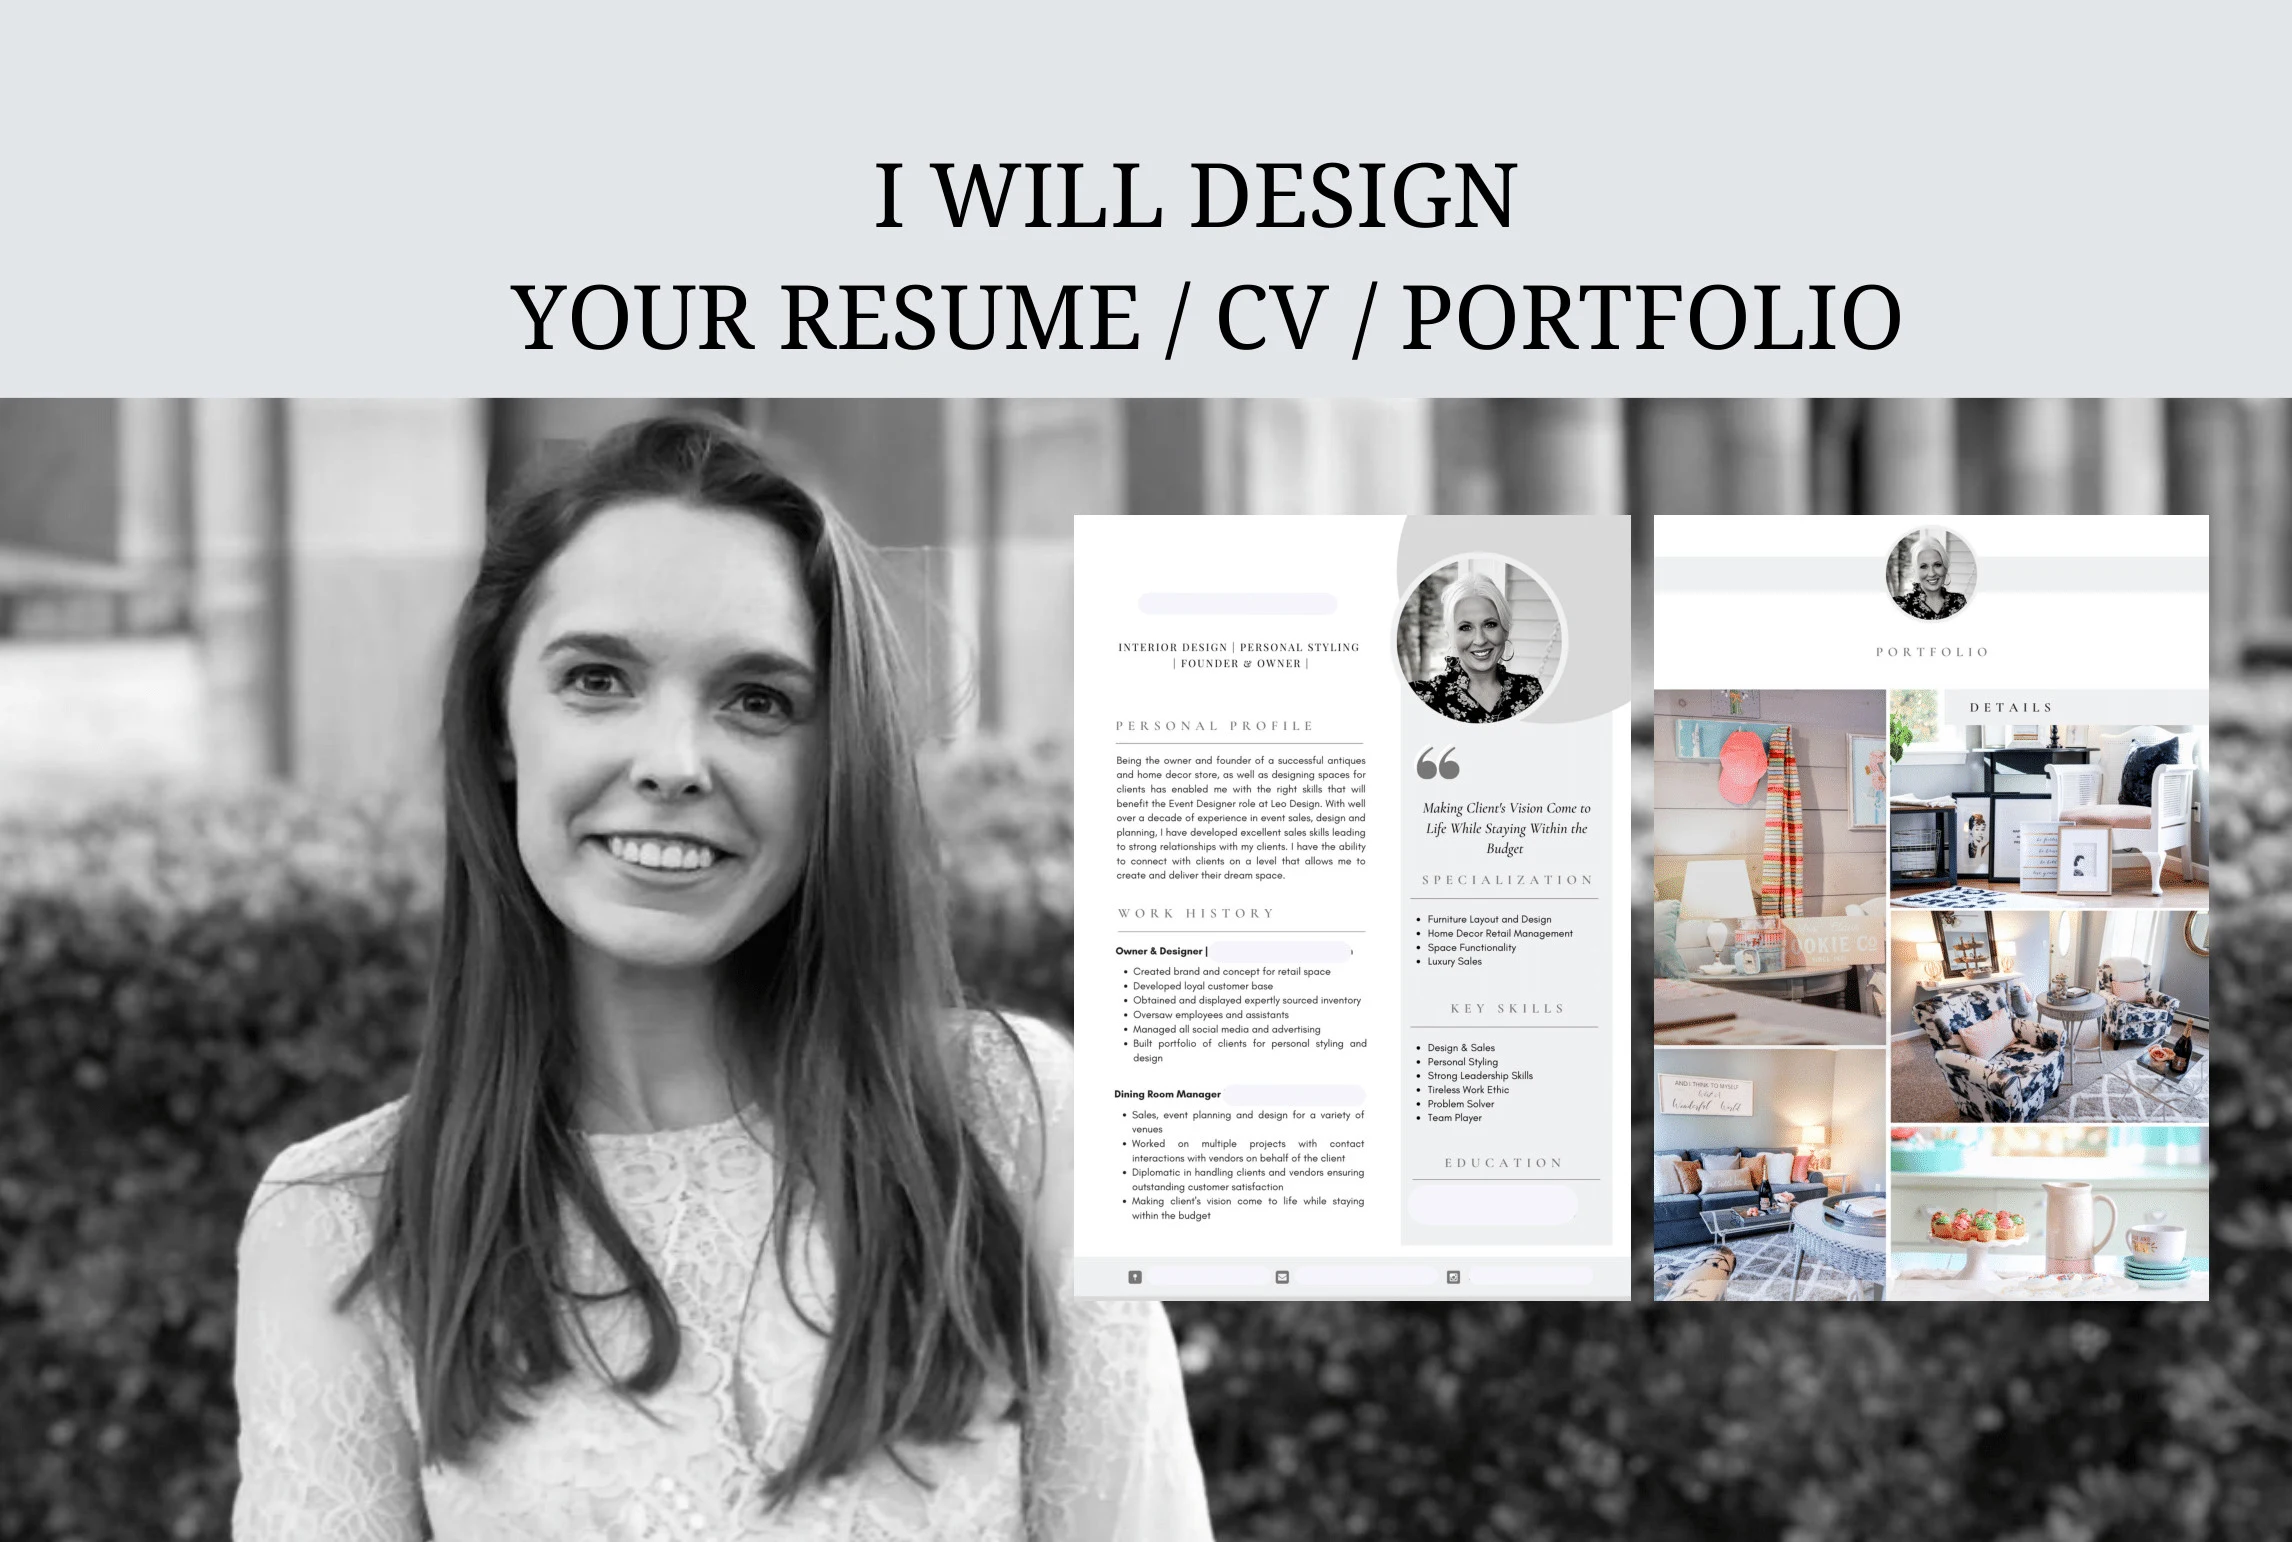 I WILL DESIGN
YOUR RESUME / CV / PORTFOLIO
INTERIOR DESIGN | PERSONAL STYLING
| FOUNDER & OWNER |
PERSONAL PROFILE
Being the owner and founder of a successful antiques
and home decor store, as well as designing spaces for
clients has enabled me with the right skills that will
benefit the Event Designer role at Leo Design. With well
over a decade of experience in event sales, design and
planning, I have developed excellent sales skills leading
to strong relationships with my clients. I have the ability
to connect with clients on a level that allows me to
create and deliver their dream space.
WORK HISTORY
Owner & Designer |
• Created brand and concept for retail space
• Developed loyal customer base
• Obtained and displayed expertly sourced inventory
• Oversaw employees and assistants
• Managed all social media and advertising
• Built portfolio of clients for personal styling and
design
Dining Room Manager
• Sales, event planning and design for a variety of
venues
• Worked on multiple projects with contact
interactions with vendors on behalf of the client
• Diplomatic in handling clients and vendors ensuring
outstanding customer satisfaction
• Making client's vision come to life while staying
within the budget
“
Making Client's Vision Come to
Life While Staying Within the
Budget
SPECIALIZATION
• Furniture Layout and Design
• Home Decor Retail Management
• Space Functionality
• Luxury Sales
KEY SKILLS
• Design & Sales
• Personal Styling
• Strong Leadership Skills
• Tireless Work Ethic
• Problem Solver
• Team Player
EDUCATION
PORTFOLIO
DETAILS
OOKIE CO
AND I THINK TO MYSELF
Wonderful World